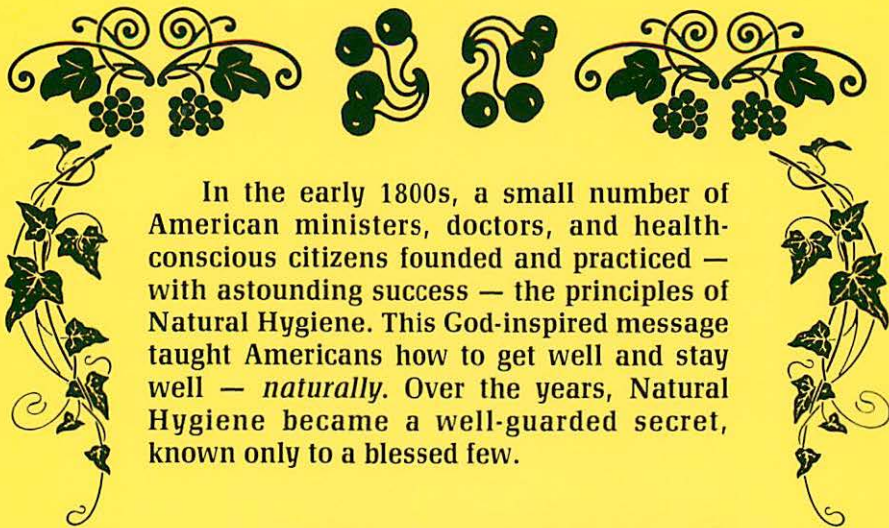 In the early 1800s, a small number of
American ministers, doctors, and health-
conscious citizens founded and practiced —
with astounding success — the principles of
Natural Hygiene. This God-inspired message
taught Americans how to get well and stay
well — naturally. Over the years, Natural
Hygiene became a well-guarded secret,
known only to a blessed few.